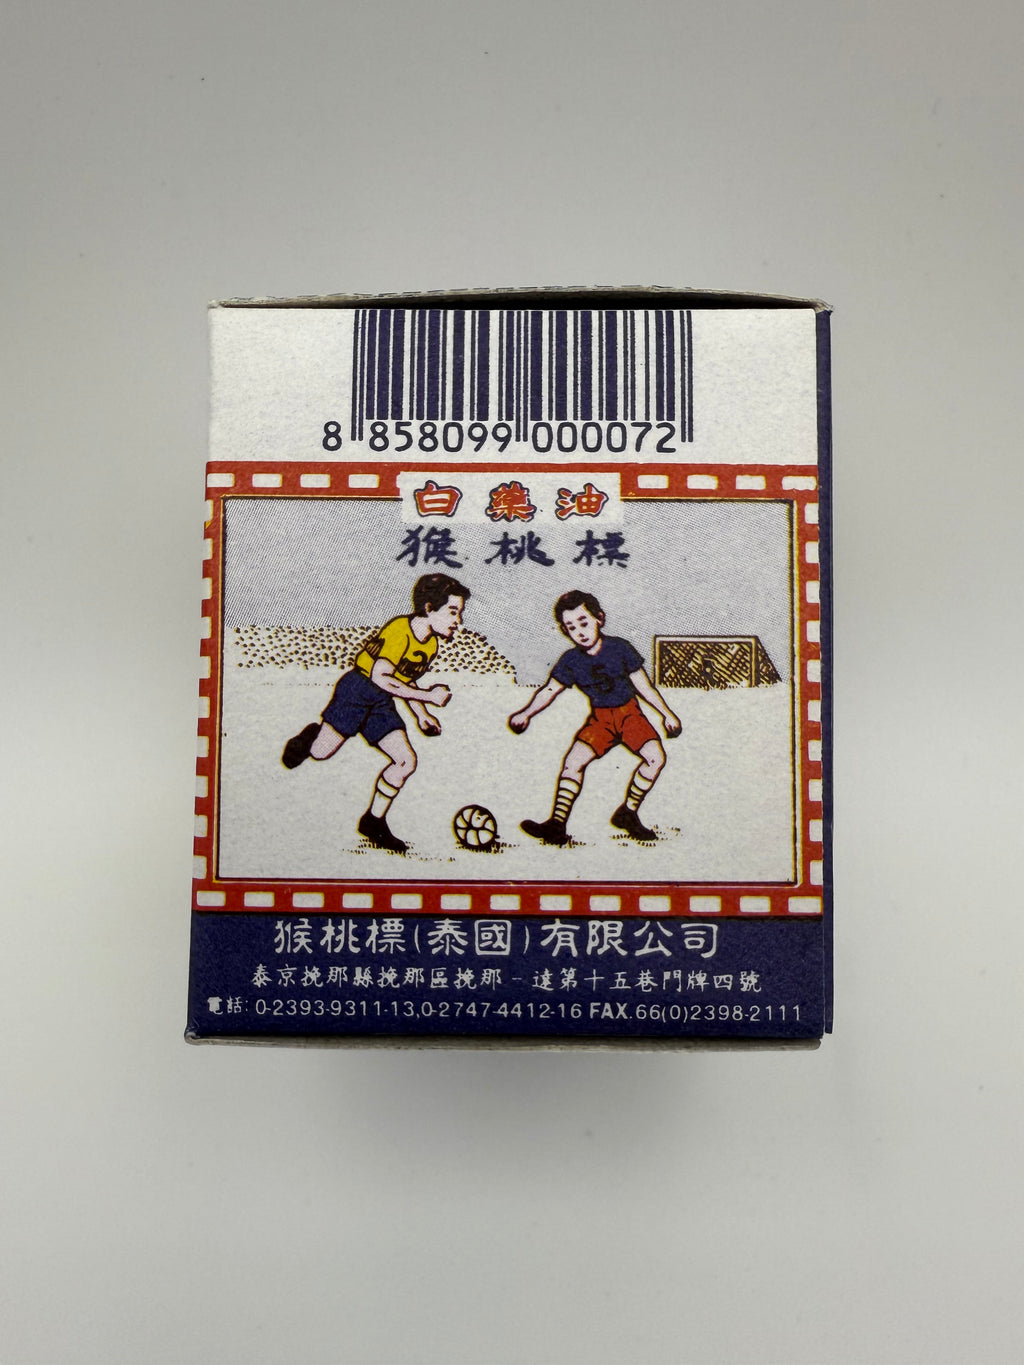 8 858099 000072
白藥油
猴桃標
2
5
猴桃標(泰國)有限公司
泰京挽那縣挽那區挽那-達第十五巷門牌四號
電話: 0-2393-9311-13,0-2747-4412-16 FAX.66(0)2398-2111